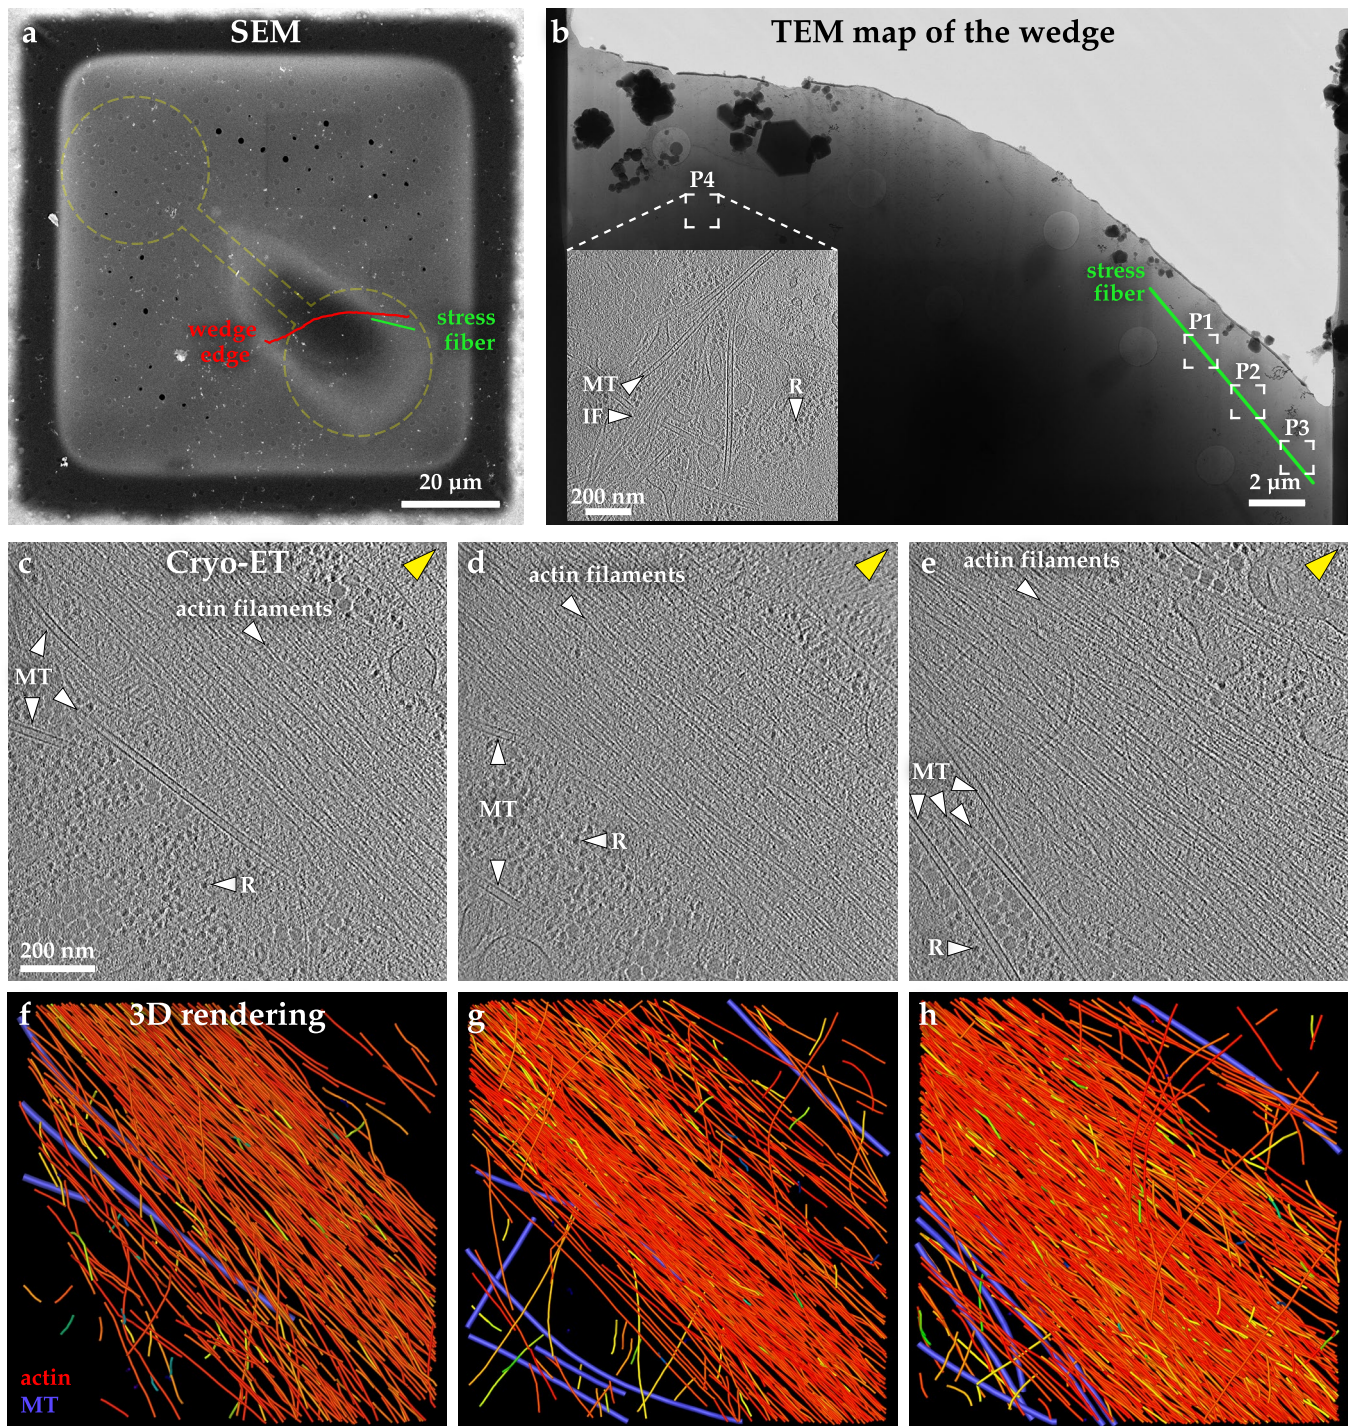 a
SEM
wedge
edge
stress
fiber
20 µm
b
TEM map of the wedge
P4
MT
IF
R
200 nm
stress
fiber
P1
P2
P3
2 µm
c
Cryo-ET
actin filaments
MT
R
200 nm
d
actin filaments
MT
R
e
actin filaments
MT
R
f
3D rendering
actin
MT
g
h